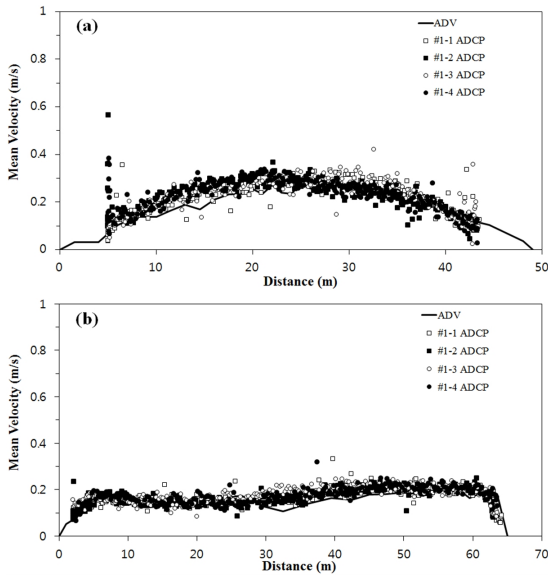 (a)
ADV
#1-1 ADCP
#1-2 ADCP
#1-3 ADCP
#1-4 ADCP
Mean Velocity (m/s)
1
0.8
0.6
0.4
0.2
0
0 10 20 30 40 50
Distance (m)
(b)
ADV
#1-1 ADCP
#1-2 ADCP
#1-3 ADCP
#1-4 ADCP
Mean Velocity (m/s)
1
0.8
0.6
0.4
0.2
0
0 10 20 30 40 50 60 70
Distance (m)